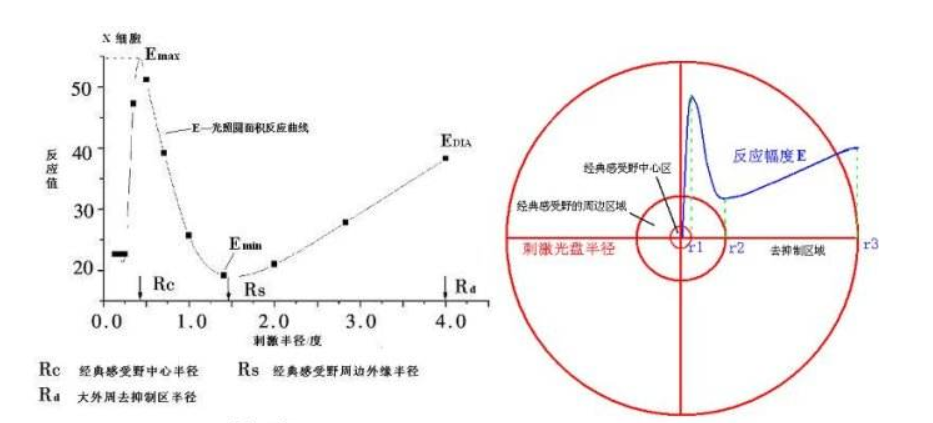 X 细胞
Emax
50
E—光照圆面积反应曲线
40
EDIA
反应值
30
Emin
20
Rc
Rs
Rd
0.0 1.0 2.0 3.0 4.0
刺激半径/度
Rc 经典感受野中心半径 Rs 经典感受野周边外缘半径
Rd 大外周去抑制区半径
反应幅度E
经典感受野中心区
经典感受野的周边区域
刺激光盘半径
r1
r2
去抑制区域
r3